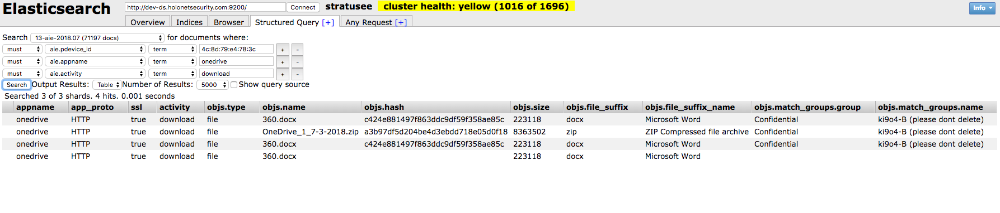 Elasticsearch http://dev-ds.holonetsecurity.com:9200/ Connect stratusee cluster health: yellow (1016 of 1696) Info
Overview Indices Browser Structured Query [+] Any Request [+]
Search 13-aie-2018.07 (71197 docs) for documents where:
must aie.pdevice_id term 4c:8d:79:e4:78:3c + -
must aie.appname term onedrive + -
must aie.activity term download + -
Search Output Results: Table Number of Results: 5000 Show query source
Searched 3 of 3 shards. 4 hits. 0.001 seconds
appname app_proto ssl activity objs.type objs.name objs.hash objs.size objs.file_suffix objs.file_suffix_name objs.match_groups.group objs.match_groups.name
onedrive HTTP true download file 360.docx c424e881497f863ddc9df59f358ae85c 223118 docx Microsoft Word Confidential ki9o4-B (please dont delete)
onedrive HTTP true download file OneDrive_1_7-3-2018.zip a3b97df5d204be4d3ebdd718e05d0f18 8363502 zip ZIP Compressed file archive Confidential ki9o4-B (please dont delete)
onedrive HTTP true download file 360.docx c424e881497f863ddc9df59f358ae85c 223118 docx Microsoft Word Confidential ki9o4-B (please dont delete)
onedrive HTTP true download file 360.docx 223118 docx Microsoft Word